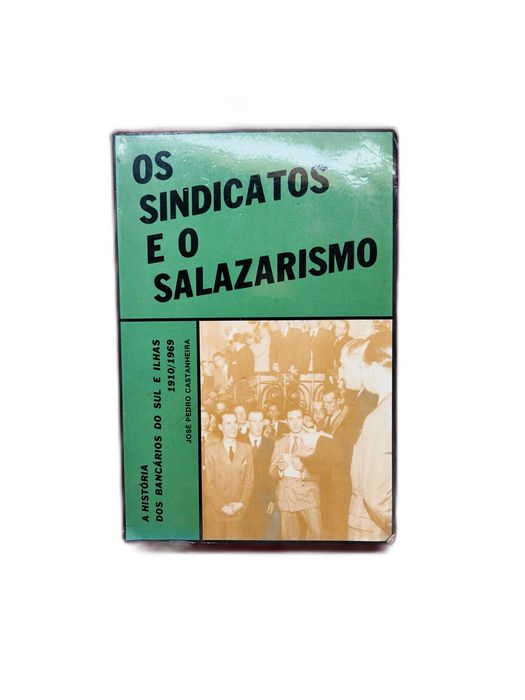 OS
SINDICATOS
E O
SALAZARISMO
A HISTÓRIA
DOS BANCÁRIOS DO SUL E ILHAS
1910/1969
JOSÉ PEDRO CASTANHEIRA